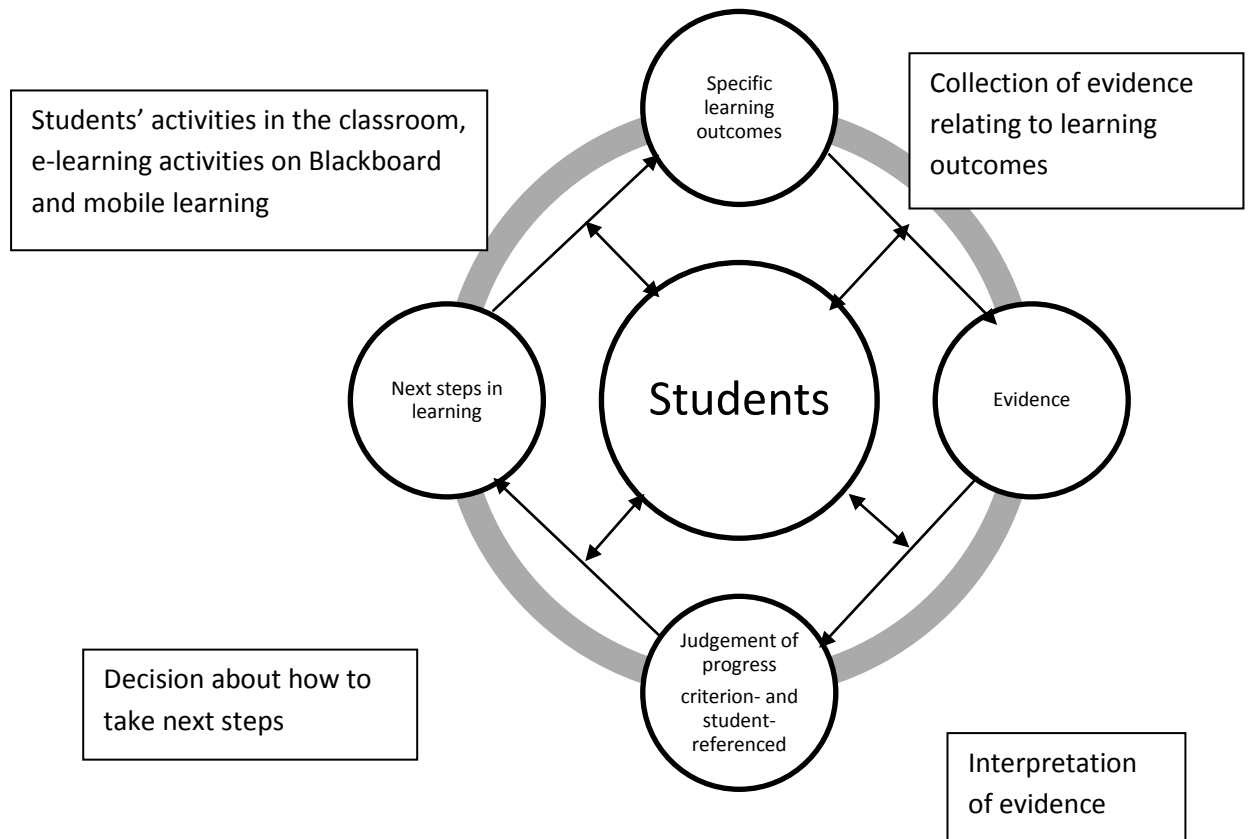 Specific
learning
outcomes
Collection of evidence
relating to learning
outcomes
Students’ activities in the classroom,
e-learning activities on Blackboard
and mobile learning
Next steps in
learning
Students
Evidence
Judgement of
progress
criterion- and
student-
referenced
Decision about how to
take next steps
Interpretation
of evidence